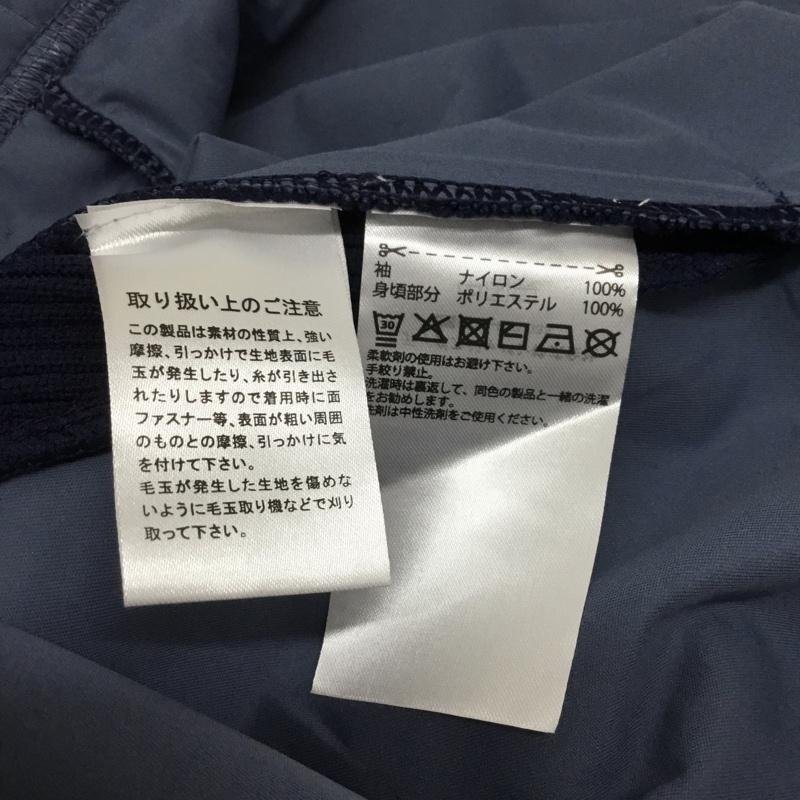 取り扱い上のご注意
この製品は素材の性質上、強い
摩擦、引っかけで生地表面に毛
玉が発生したり、糸が引き出さ
れたりしますので着用時に面
ファスナー等、表面が粗い周囲
のものとの摩擦、引っかけに気
を付けて下さい。
毛玉が発生した生地を傷めな
いように毛玉取り機などで刈り
取って下さい。
袖 ナイロン 100%
身頃部分 ポリエステル 100%
30
柔軟剤の使用はお避け下さい。
手絞り禁止。
洗濯時は裏返して、同色の製品と一緒の洗濯
をお勧めします。
洗剤は中性洗剤をご使用ください。